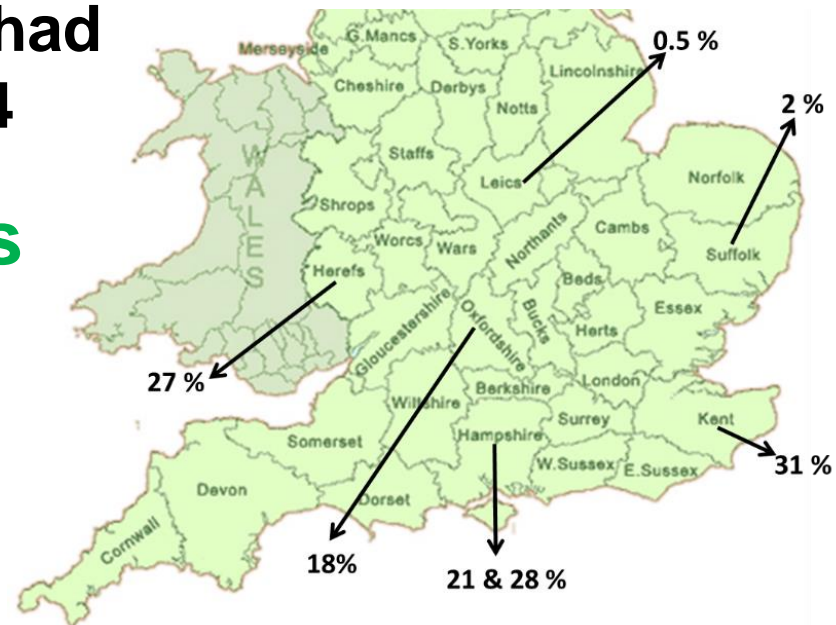 had
4
s
Merseyside
G.Mancs
S.Yorks
0.5 %
Cheshire
Derbys
Lincolnshire
Notts
2 %
Staffs
WALES
Leics
Norfolk
Shrops
Northants
Cambs
Worcs
Wars
Suffolk
Herefs
Beds
Gloucestershire
Oxfordshire
Bucks
Herts
Essex
27 %
Berkshire
London
Wiltshire
Surrey
Kent
Somerset
Hampshire
W.Sussex
E.Sussex
31 %
Devon
Dorset
Cornwall
18%
21 & 28 %